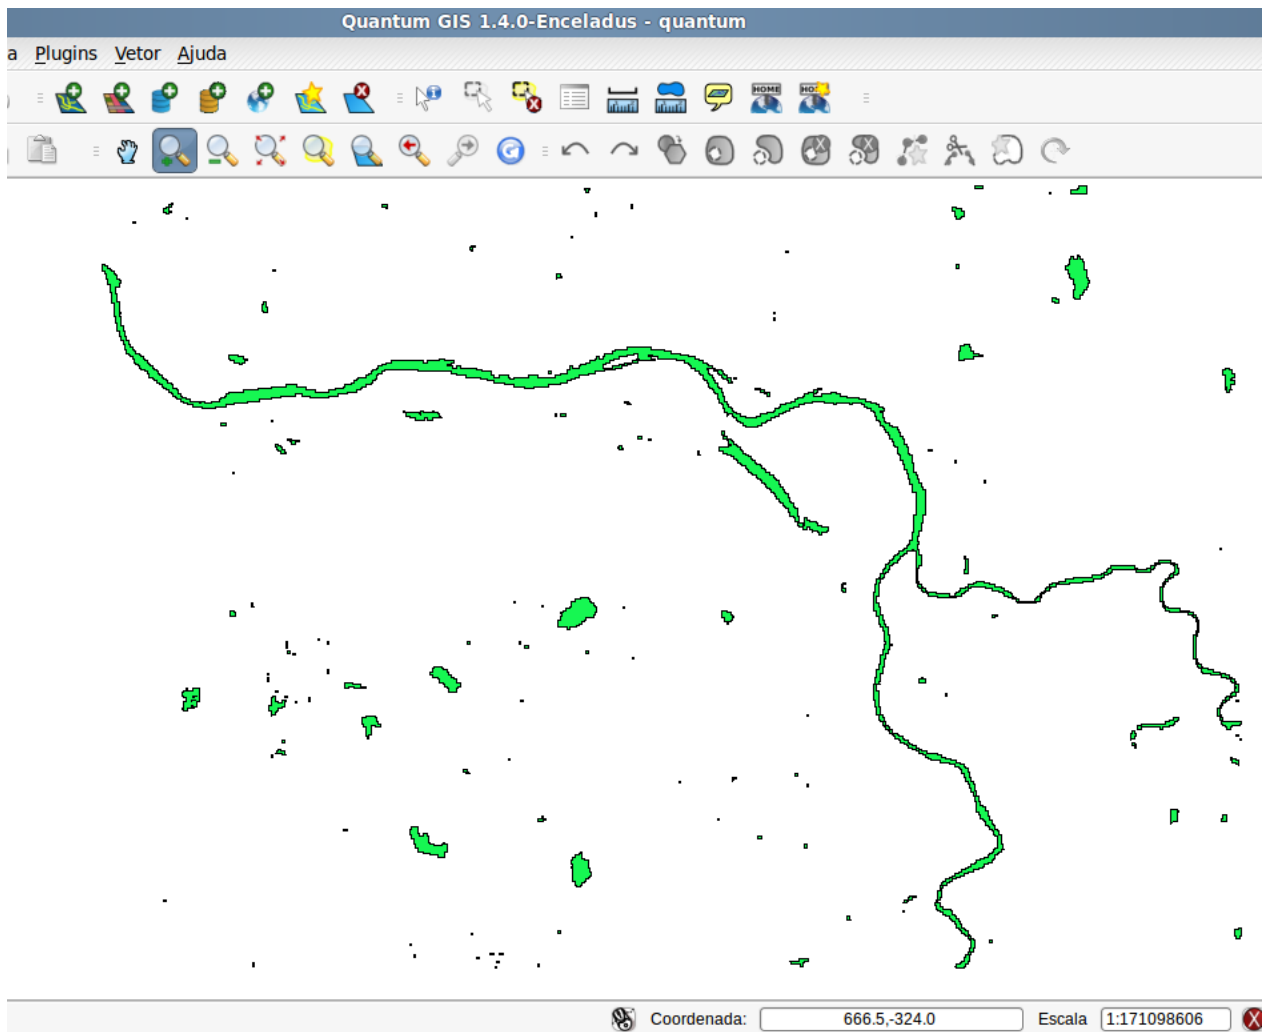 Quantum GIS 1.4.0-Enceladus - quantum
a Plugins Vetor Ajuda
HOME HO
Coordenada: 666.5,-324.0 Escala 1:171098606